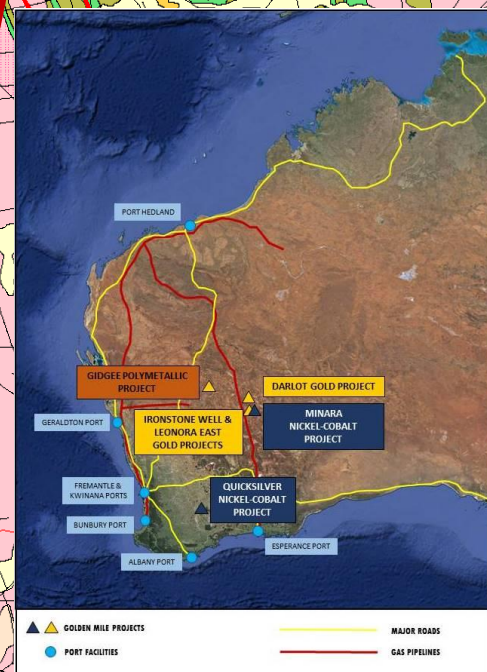 PORT HEDLAND
GIDGEE POLYMETALLIC
PROJECT
DARLOT GOLD PROJECT
MINARA
NICKEL-COBALT
PROJECT
IRONSTONE WELL &
LEONORA EAST
GOLD PROJECTS
GERALDTON PORT
FREMANTLE &
KWINANA PORTS
QUICKSILVER
NICKEL-COBALT
PROJECT
BUNBURY PORT
ESPERANCE PORT
ALBANY PORT
GOLDEN MILE PROJECTS
MAJOR ROADS
PORT FACILITIES
GAS PIPELINES